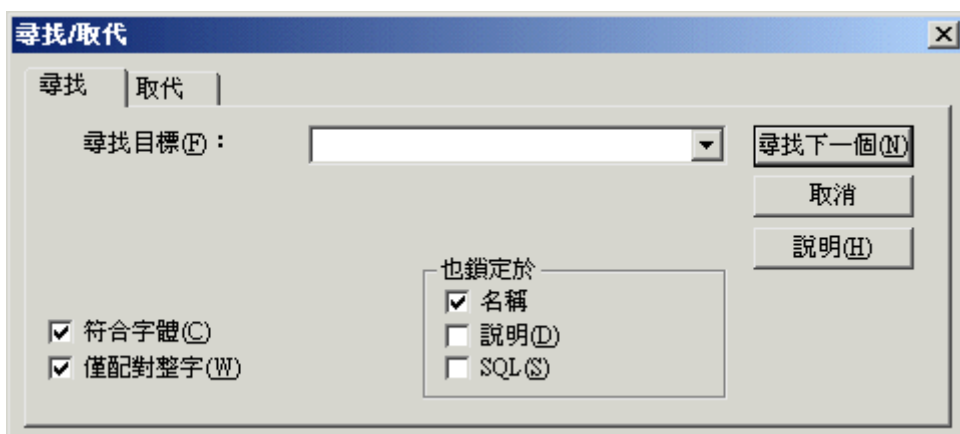 尋找/取代
尋找
取代
尋找目標(F)：
尋找下一個(N)
取消
說明(H)
也鎖定於
名稱
說明(D)
SQL(S)
符合字體(C)
僅配對整字(W)